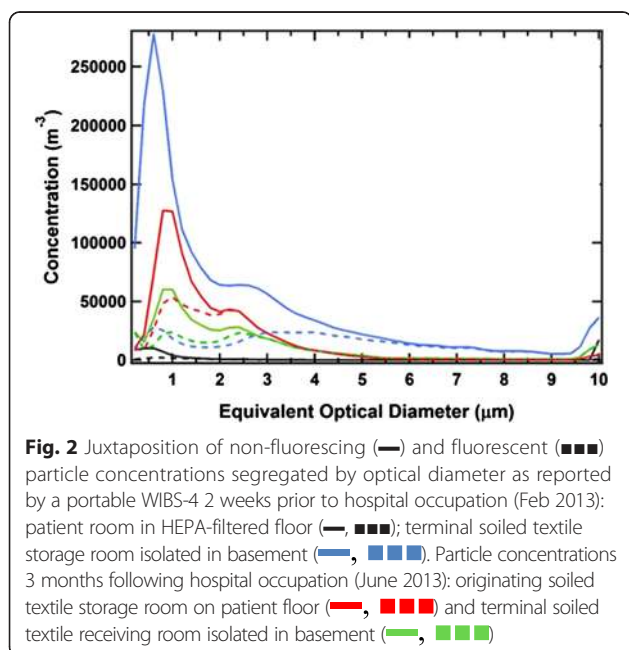 250000
200000
150000
100000
50000
0
Concentration (m⁻³)
1 2 3 4 5 6 7 8 9 10
Equivalent Optical Diameter (µm)
Fig. 2 Juxtaposition of non-fluorescing (—) and fluorescent (■■■)
particle concentrations segregated by optical diameter as reported
by a portable WIBS-4 2 weeks prior to hospital occupation (Feb 2013):
patient room in HEPA-filtered floor (—, ■■■); terminal soiled textile
storage room isolated in basement (—, ■■■). Particle concentrations
3 months following hospital occupation (June 2013): originating soiled
textile storage room on patient floor (—, ■■■) and terminal soiled
textile receiving room isolated in basement (—, ■■■)